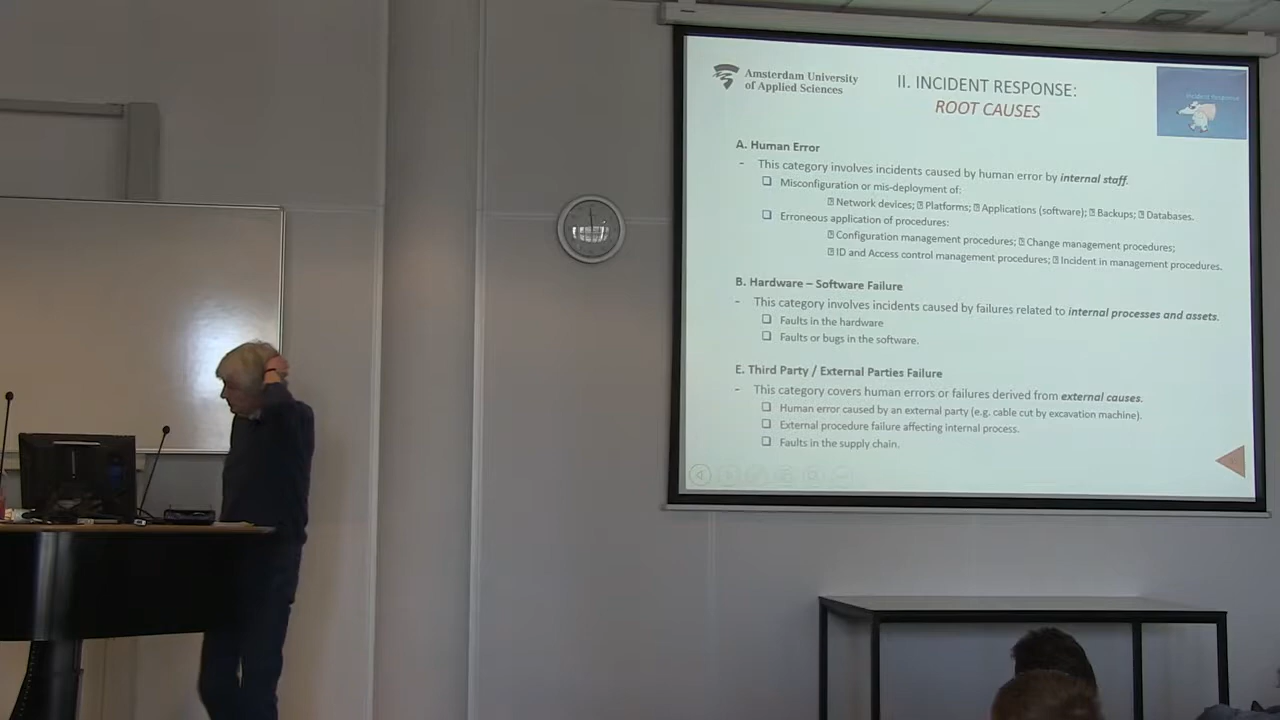 Amsterdam University
of Applied Sciences
II. INCIDENT RESPONSE:
ROOT CAUSES
Incident Response
A. Human Error
- This category involves incidents caused by human error by internal staff.
❑ Misconfiguration or mis-deployment of:
⍰ Network devices; ⍰ Platforms; ⍰ Applications (software); ⍰ Backups; ⍰ Databases.
❑ Erroneous application of procedures:
⍰ Configuration management procedures; ⍰ Change management procedures;
⍰ ID and Access control management procedures; ⍰ Incident in management procedures.
B. Hardware – Software Failure
- This category involves incidents caused by failures related to internal processes and assets.
❑ Faults in the hardware
❑ Faults or bugs in the software.
E. Third Party / External Parties Failure
- This category covers human errors or failures derived from external causes.
❑ Human error caused by an external party (e.g. cable cut by excavation machine).
❑ External procedure failure affecting internal process.
❑ Faults in the supply chain.